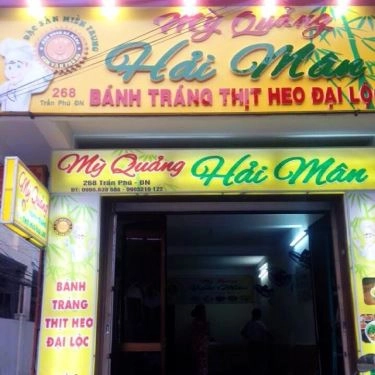 ĐẶC SẢN MIỀN TRUNG
Mỳ Quảng
Hải Mân
268
Trần Phú ĐN
BÁNH TRÁNG THỊT HEO ĐẠI LỘC
Mỳ Quảng Hải Mân
268 Trần Phú - ĐN
ĐT:
Mỳ Quảng
BÁNH
TRÁNG
THỊT HEO
ĐẠI LỘC